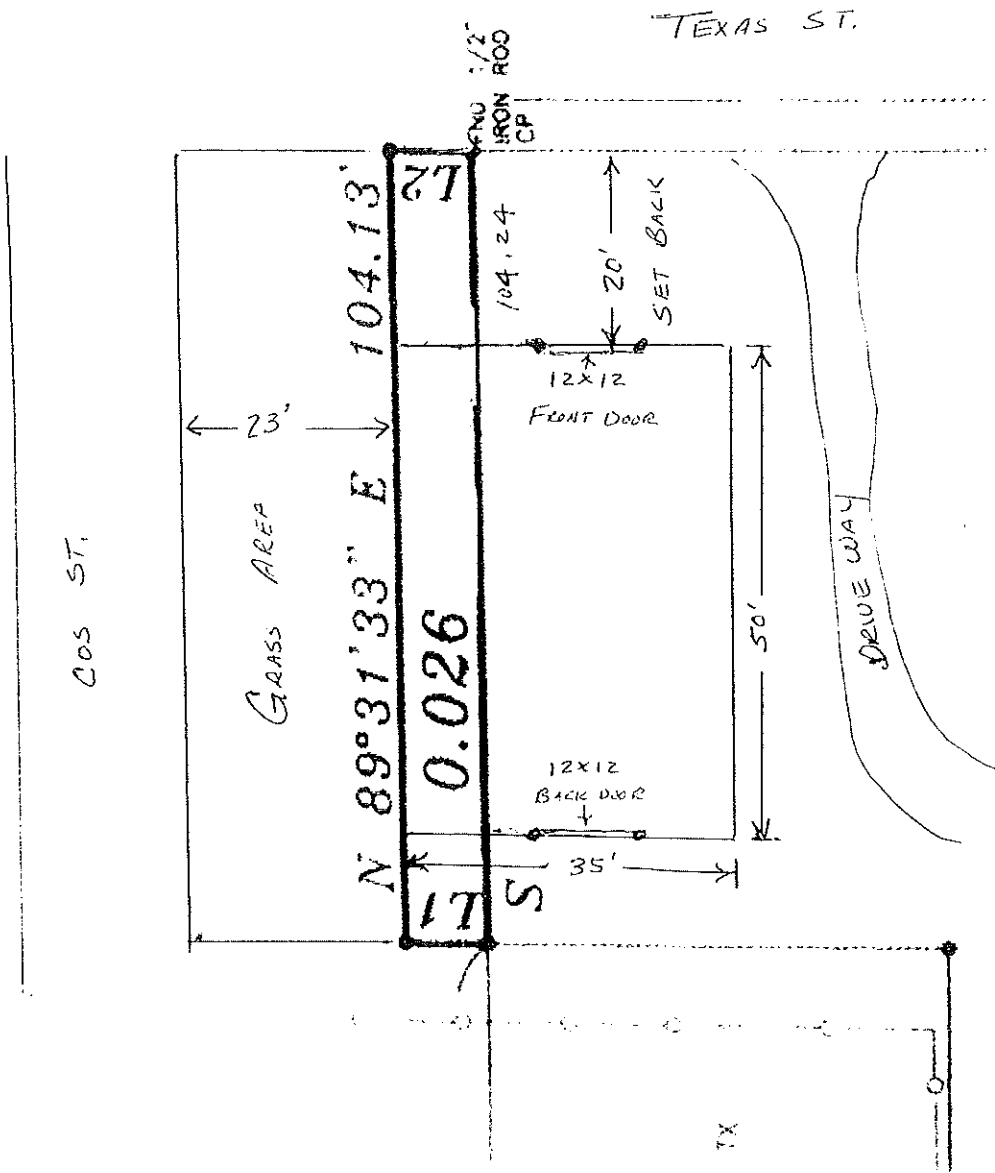 TEXAS ST.
FND 1/2"
IRON ROD
CP
L2
104.24
20'
SET BACK
12x12
FRONT DOOR
23'
COS ST.
GRASS AREA
N 89°31'33" E 104.13'
0.026
50'
DRIVE WAY
12x12
BACK DOOR
35'
L1
S
TX